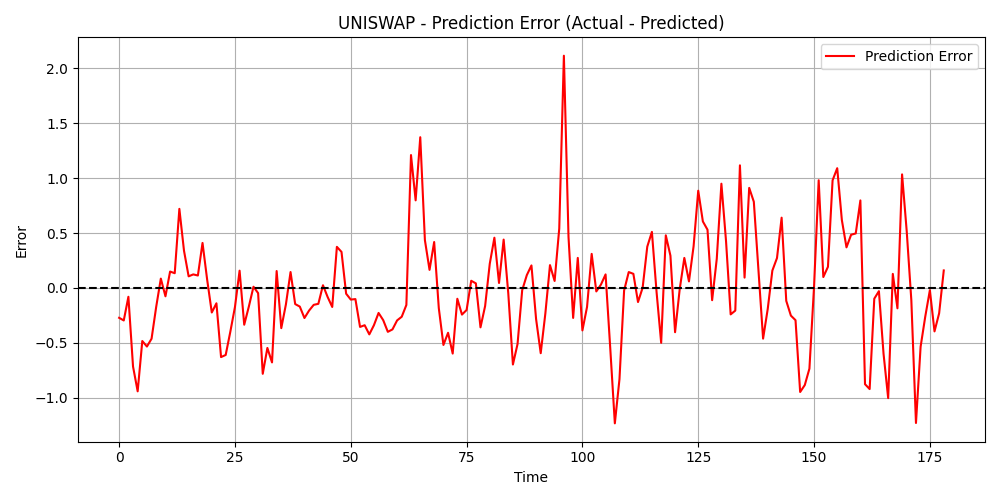 UNISWAP - Prediction Error (Actual - Predicted)
Prediction Error
2.0
1.5
1.0
0.5
0.0
−0.5
−1.0
Error
0 25 50 75 100 125 150 175
Time